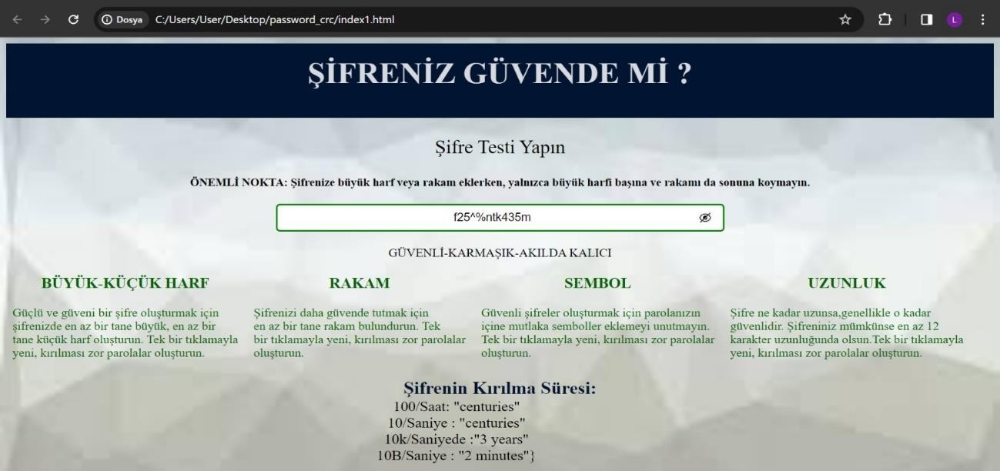 Dosya C:/Users/User/Desktop/password_crc/index1.html L
ŞİFRENİZ GÜVENDE Mİ ?
Şifre Testi Yapın
ÖNEMLİ NOKTA: Şifrenize büyük harf veya rakam eklerken, yalnızca büyük harfi başına ve rakamı da sonuna koymayın.
f25^%ntk435m
GÜVENLİ-KARMAŞIK-AKILDA KALICI
BÜYÜK-KÜÇÜK HARF
Güçlü ve güveni bir şifre oluşturmak için
şifrenizde en az bir tane büyük, en az bir
tane küçük harf oluşturun. Tek bir tıklamayla
yeni, kırılması zor parolalar oluşturun.
RAKAM
Şifrenizi daha güvende tutmak için
en az bir tane rakam bulundurun. Tek
bir tıklamayla yeni, kırılması zor parolalar
oluşturun.
SEMBOL
Güvenli şifreler oluşturmak için parolanızın
içine mutlaka semboller eklemeyi unutmayın.
Tek bir tıklamayla yeni, kırılması zor parolalar
oluşturun.
UZUNLUK
Şifre ne kadar uzunsa,genellikle o kadar
güvenlidir. Şifreniniz mümkünse en az 12
karakter uzunluğunda olsun.Tek bir tıklamayla
yeni, kırılması zor parolalar oluşturun.
Şifrenin Kırılma Süresi:
100/Saat: "centuries"
10/Saniye : "centuries"
10k/Saniyede :"3 years"
10B/Saniye : "2 minutes"}